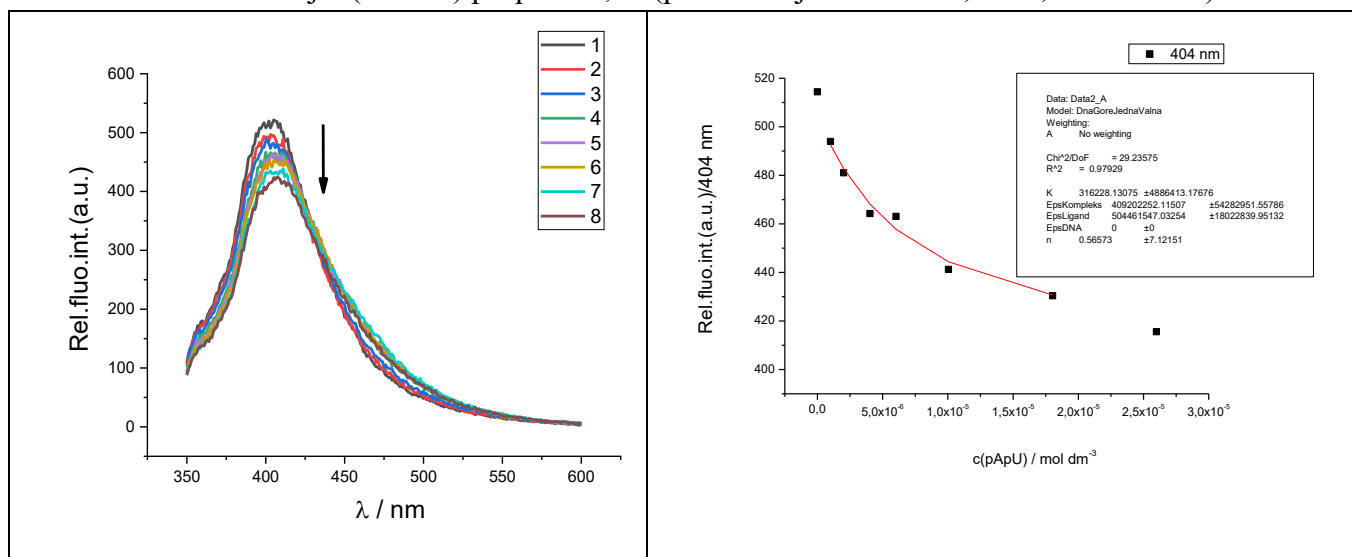 1
2
3
4
5
6
7
8
600
500
400
300
200
100
0
350
400
450
500
550
600
Rel.fluo.int.(a.u.)
λ / nm
404 nm
520
500
480
460
440
420
400
0,0
5,0x10⁻⁶
1,0x10⁻⁵
1,5x10⁻⁵
2,0x10⁻⁵
2,5x10⁻⁵
3,0x10⁻⁵
Rel.fluo.int.(a.u.)/404 nm
c(pApU) / mol dm⁻³
Data: Data2_A
Model: DnaGoreJednaValna
Weighting:
A No weighting
Chi^2/DoF = 29.23575
R^2 = 0.97929
K 316228.13075 ±4886413.17676
EpsKompleks 409202252.11507 ±54282951.55786
EpsLigand 504461547.03254 ±18022839.95132
EpsDNA 0 ±0
n 0.56573 ±7.12151